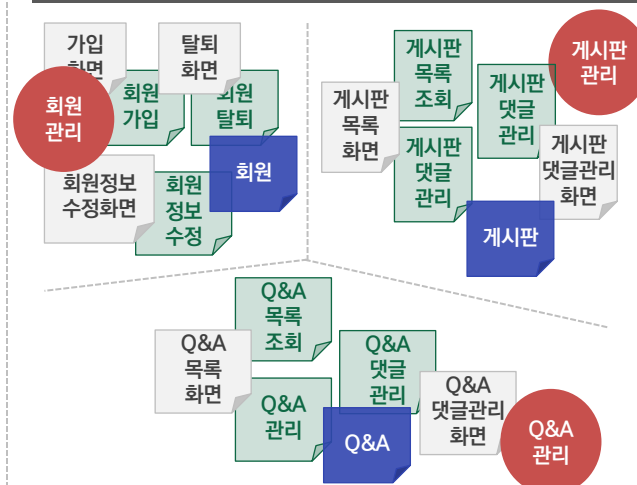 가입
화면
탈퇴
화면
회원
관리
회원
가입
회원
탈퇴
회원
회원정보
수정화면
회원
정보
수정
게시판
목록
조회
게시판
관리
게시판
댓글
관리
게시판
목록
화면
게시판
댓글
관리
게시판
댓글관리
화면
게시판
Q&A
목록
조회
Q&A
목록
화면
Q&A
댓글
관리
Q&A
관리
Q&A
Q&A
댓글관리
화면
Q&A
관리